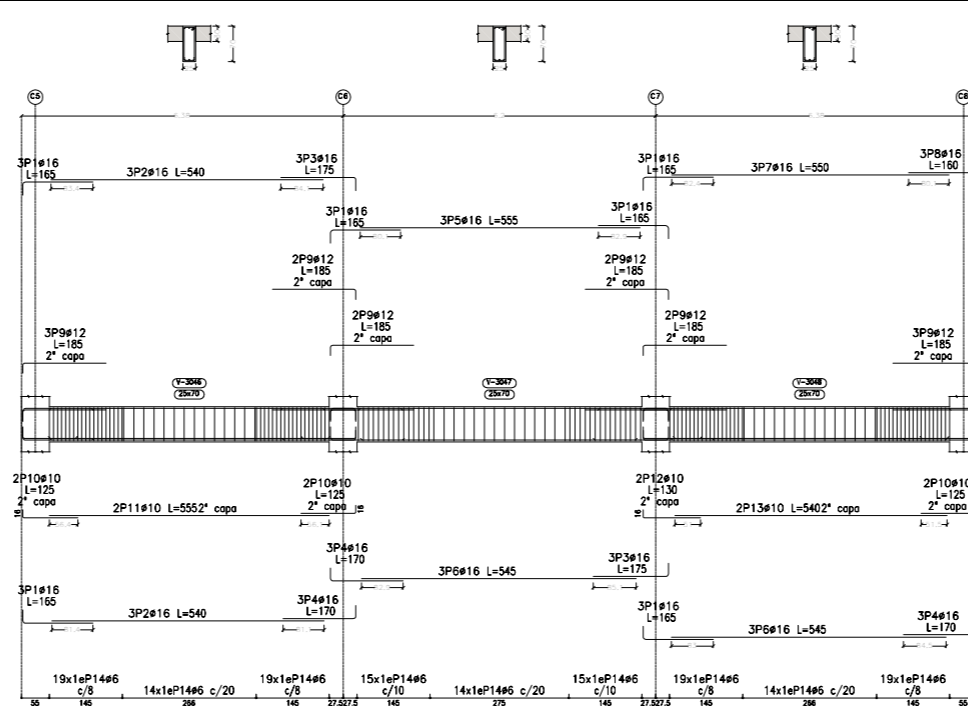 C5
C6
C7
C8
3P1ø16
L=165
3P2ø16 L=540
3P3ø16
L=175
3P1ø16
L=165
3P7ø16 L=550
3P8ø16
L=160
3P1ø16
L=165
3P5ø16 L=555
3P1ø16
L=165
2P9ø12
L=185
2ª capa
2P9ø12
L=185
2ª capa
3P9ø12
L=185
2ª capa
2P9ø12
L=185
2ª capa
2P9ø12
L=185
2ª capa
3P9ø12
L=185
2ª capa
V-3046
25x70
V-3047
25x70
V-3048
25x70
2P10ø10
L=125
2ª capa
16
2P11ø10 L=5552ª capa
2P10ø10
L=125
2ª capa
16
2P12ø10
L=130
2ª capa
16
2P13ø10 L=5402ª capa
2P10ø10
L=125
2ª capa
3P4ø16
L=170
3P6ø16 L=545
3P3ø16
L=175
3P1ø16
L=165
3P2ø16 L=540
3P4ø16
L=170
3P1ø16
L=165
3P6ø16 L=545
3P4ø16
L=170
19x1eP14ø6
c/8
14x1eP14ø6 c/20
19x1eP14ø6
c/8
15x1eP14ø6
c/10
14x1eP14ø6 c/20
15x1eP14ø6
c/10
19x1eP14ø6
c/8
14x1eP14ø6 c/20
19x1eP14ø6
c/8
55 145 266 145 27.527.5 145 275 145 27.527.5 145 266 145 55